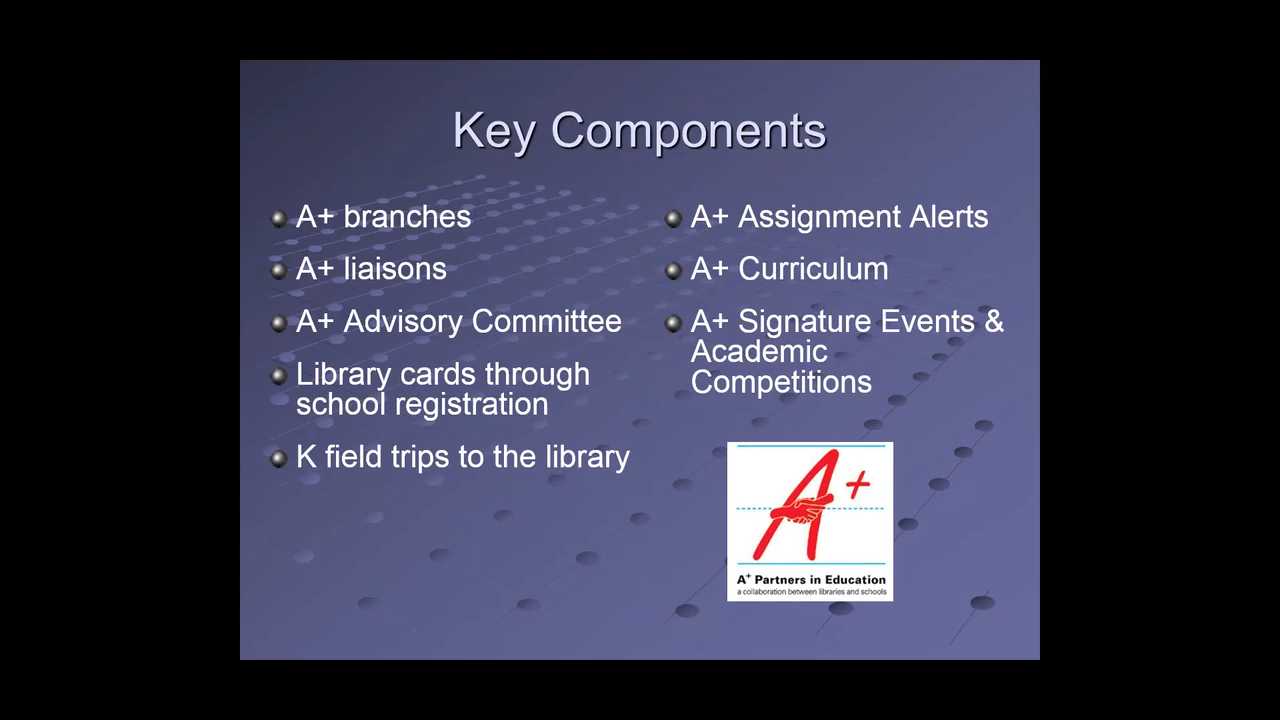 Key Components
A+ branches
A+ liaisons
A+ Advisory Committee
Library cards through
school registration
K field trips to the library
A+ Assignment Alerts
A+ Curriculum
A+ Signature Events &
Academic
Competitions
A+
A+ Partners in Education
a collaboration between libraries and schools